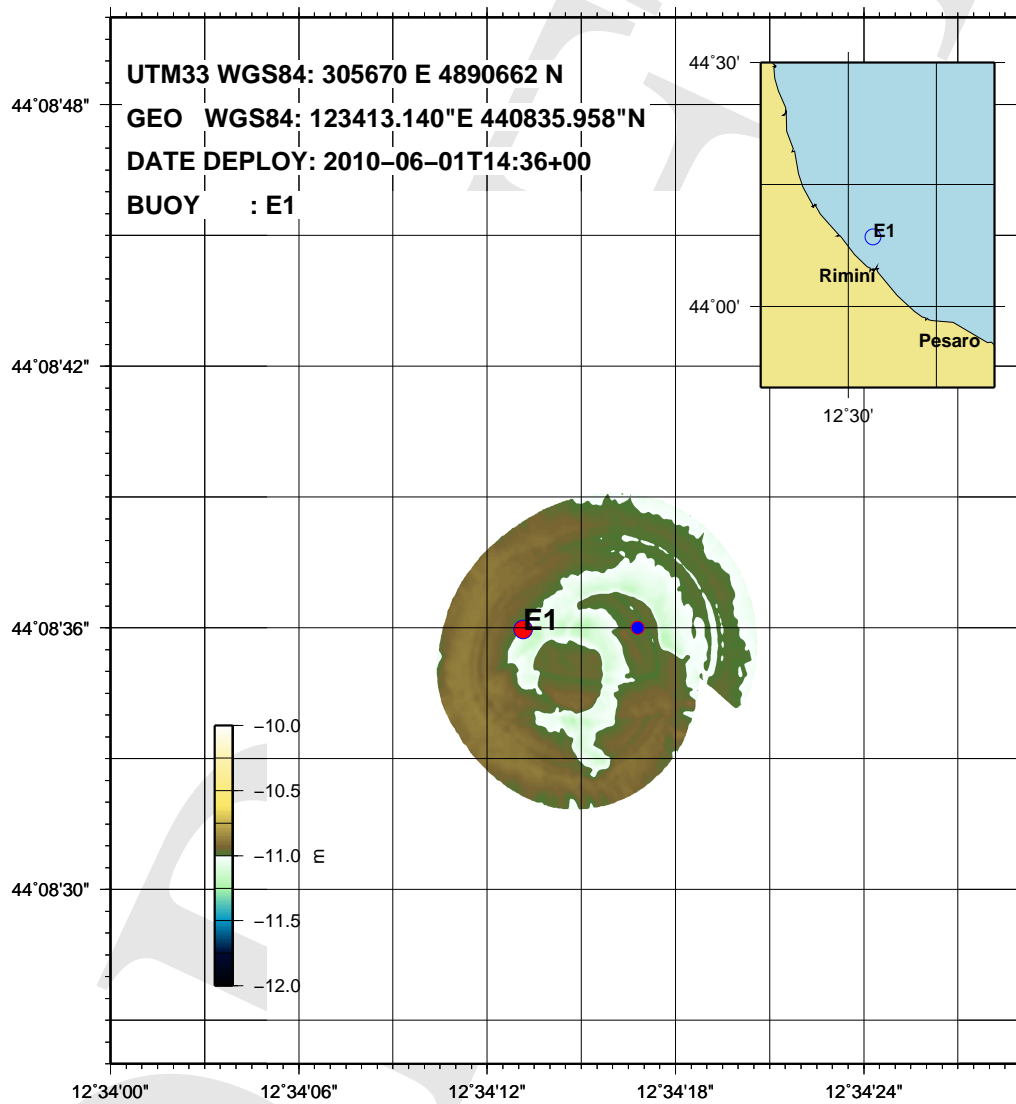 UTM33 WGS84: 305670 E 4890662 N
GEO WGS84: 123413.140"E 440835.958"N
DATE DEPLOY: 2010−06−01T14:36+00
BUOY : E1
44˚30'
44˚00'
12˚30'
E1
Rimini
Pesaro
44˚08'48"
44˚08'42"
44˚08'36"
44˚08'30"
E1
−10.0
−10.5
−11.0
−11.5
−12.0
m
12˚34'00"
12˚34'06"
12˚34'12"
12˚34'18"
12˚34'24"